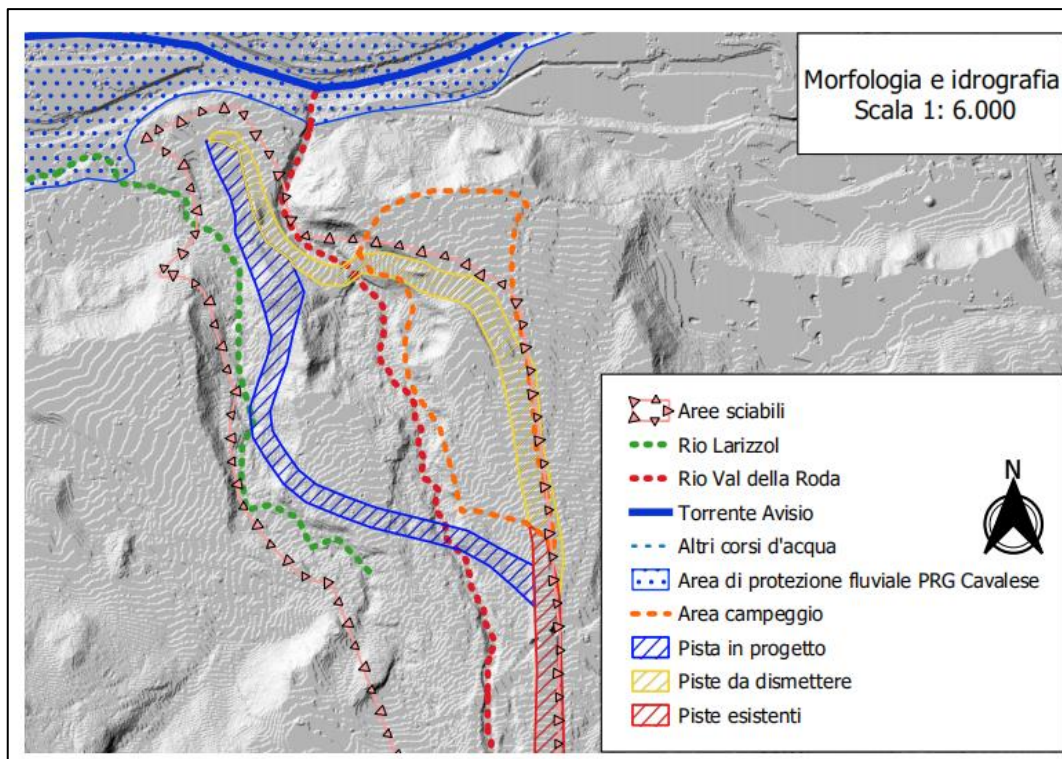 Morfologia e idrografia
Scala 1: 6.000
Aree sciabili
Rio Larizzol
Rio Val della Roda
Torrente Avisio
Altri corsi d'acqua
Area di protezione fluviale PRG Cavalese
Area campeggio
Pista in progetto
Piste da dismettere
Piste esistenti
N